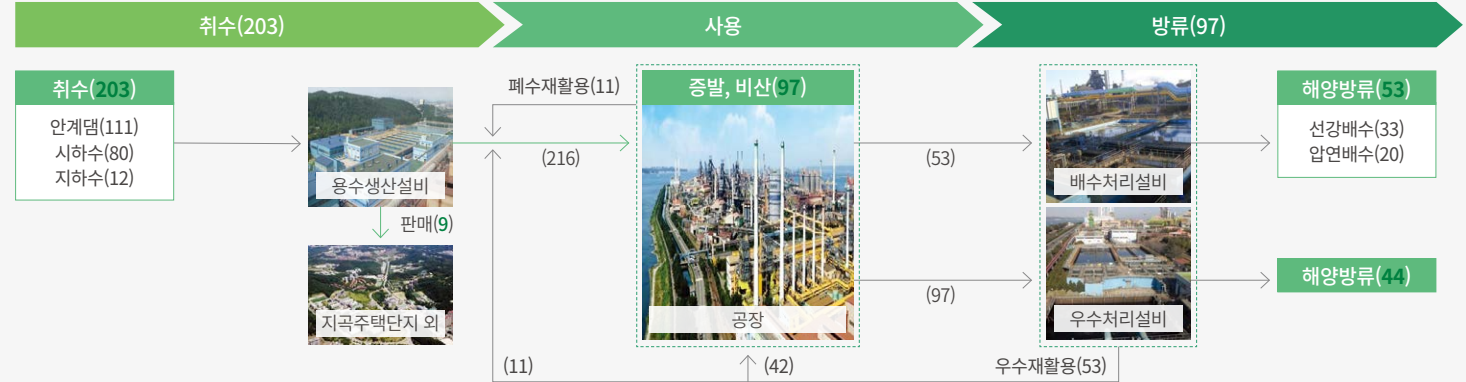 취수(203)
사용
방류(97)
취수(203)
안계댐(111)
시하수(80)
지하수(12)
용수생산설비
판매(9)
지곡주택단지 외
폐수재활용(11)
(216)
(11)
증발, 비산(97)
공장
(42)
(53)
(97)
배수처리설비
우수처리설비
우수재활용(53)
해양방류(53)
선강배수(33)
압연배수(20)
해양방류(44)